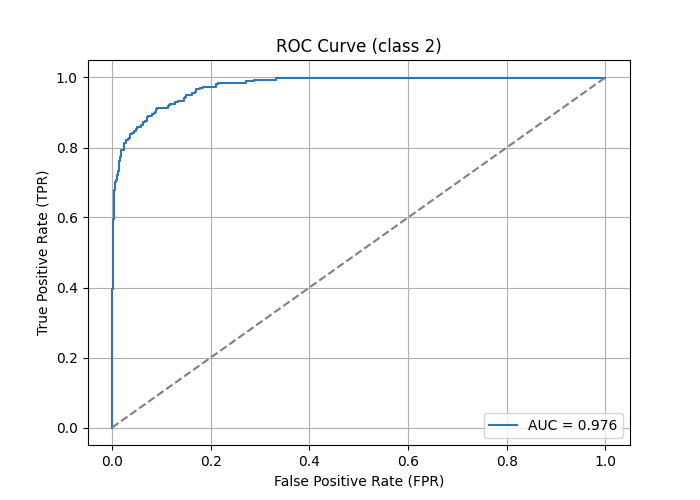 ROC Curve (class 2)
True Positive Rate (TPR)
1.0
0.8
0.6
0.4
0.2
0.0
AUC = 0.976
0.0 0.2 0.4 0.6 0.8 1.0
False Positive Rate (FPR)